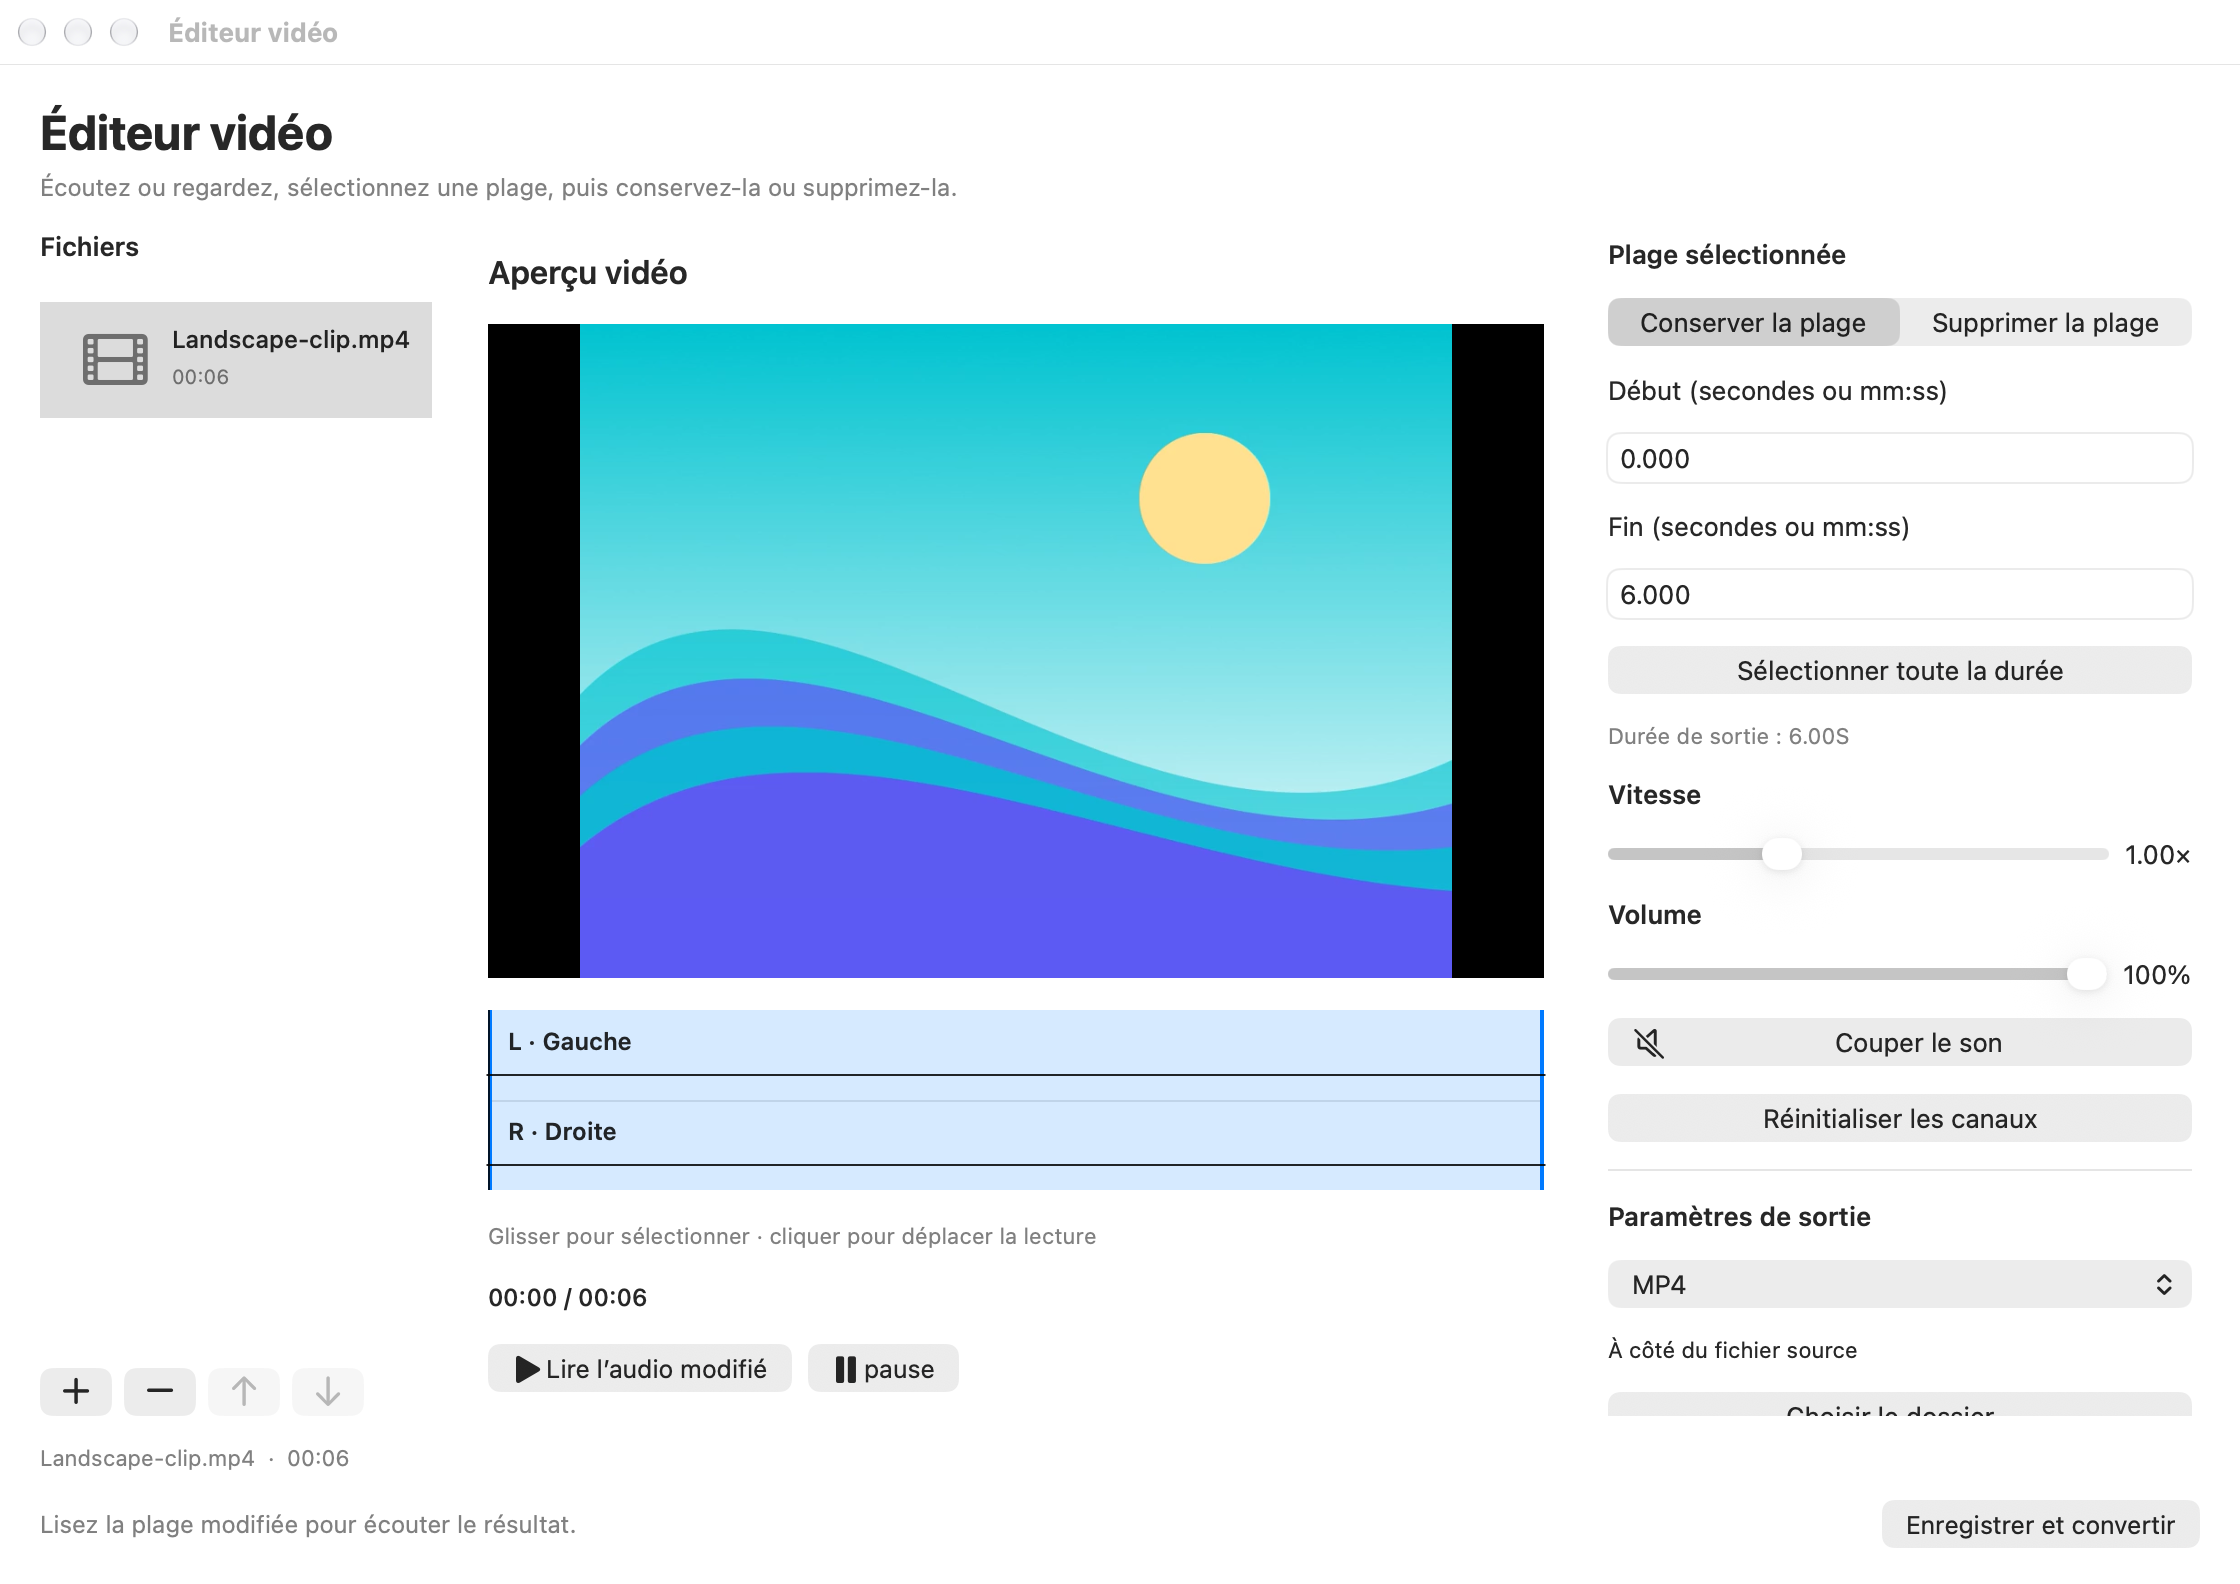 Éditeur vidéo
Éditeur vidéo
Écoutez ou regardez, sélectionnez une plage, puis conservez-la ou supprimez-la.
Fichiers
Landscape-clip.mp4
00:06
Aperçu vidéo
L · Gauche
R · Droite
Glisser pour sélectionner · cliquer pour déplacer la lecture
00:00 / 00:06
Lire l’audio modifié
pause
Plage sélectionnée
Conserver la plage
Supprimer la plage
Début (secondes ou mm:ss)
0.000
Fin (secondes ou mm:ss)
6.000
Sélectionner toute la durée
Durée de sortie : 6.00S
Vitesse
1.00×
Volume
100%
Couper le son
Réinitialiser les canaux
Paramètres de sortie
MP4
À côté du fichier source
Choisir le dossier
Landscape-clip.mp4 · 00:06
Lisez la plage modifiée pour écouter le résultat.
Enregistrer et convertir